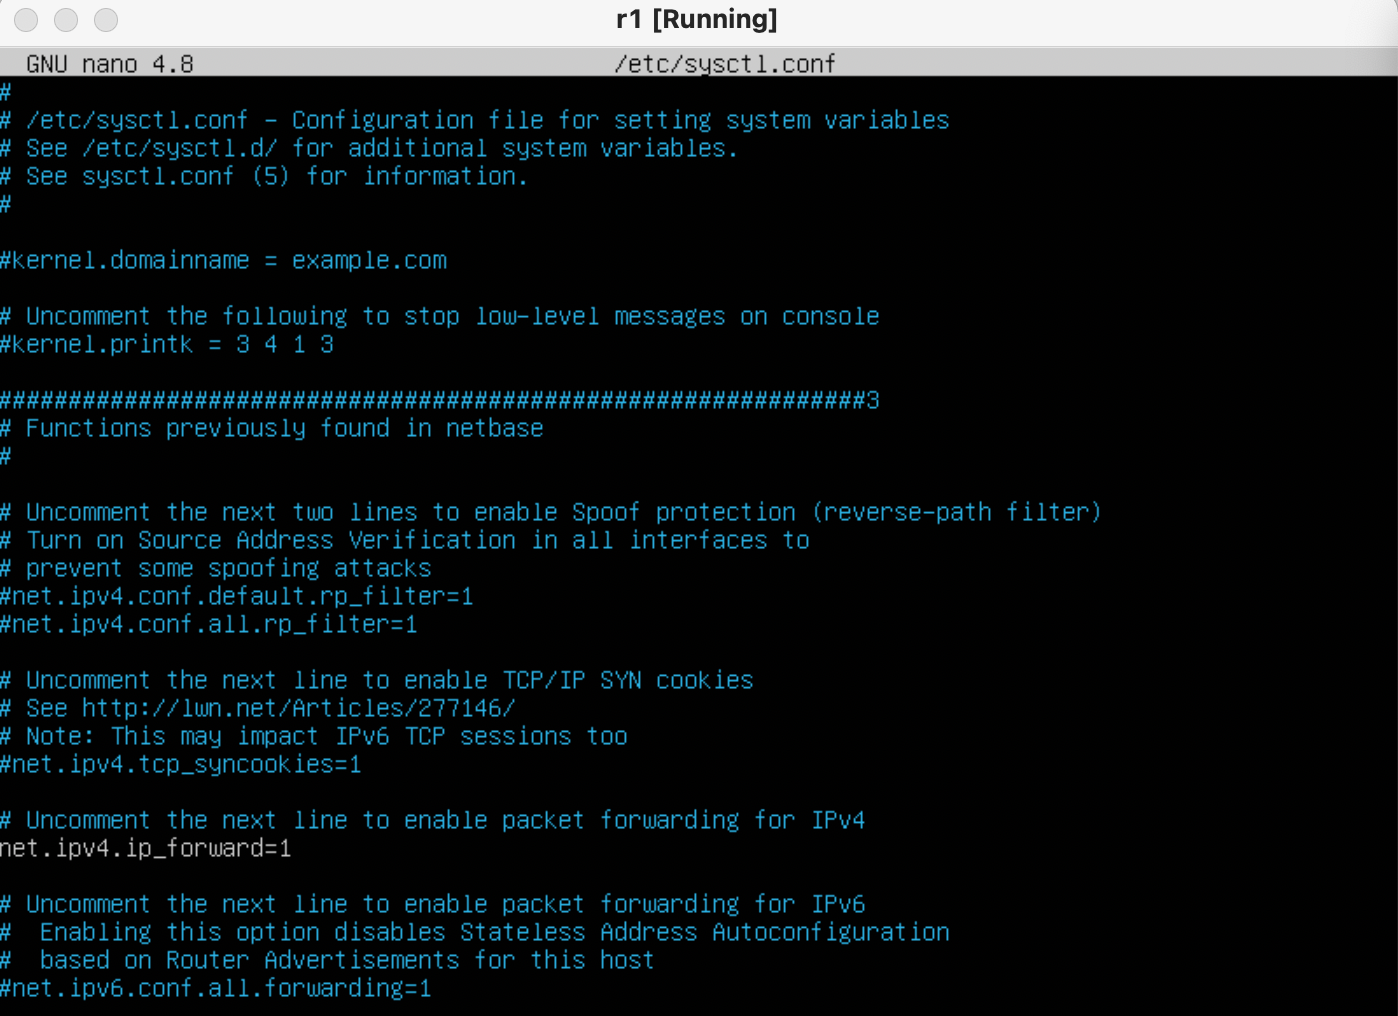 r1 [Running]
GNU nano 4.8 /etc/sysctl.conf
#
# /etc/sysctl.conf - Configuration file for setting system variables
# See /etc/sysctl.d/ for additional system variables.
# See sysctl.conf (5) for information.
#
#kernel.domainname = example.com
# Uncomment the following to stop low-level messages on console
#kernel.printk = 3 4 1 3
##############################################################3
# Functions previously found in netbase
#
# Uncomment the next two lines to enable Spoof protection (reverse-path filter)
# Turn on Source Address Verification in all interfaces to
# prevent some spoofing attacks
#net.ipv4.conf.default.rp_filter=1
#net.ipv4.conf.all.rp_filter=1
# Uncomment the next line to enable TCP/IP SYN cookies
# See http://lwn.net/Articles/277146/
# Note: This may impact IPv6 TCP sessions too
#net.ipv4.tcp_syncookies=1
# Uncomment the next line to enable packet forwarding for IPv4
net.ipv4.ip_forward=1
# Uncomment the next line to enable packet forwarding for IPv6
#  Enabling this option disables Stateless Address Autoconfiguration
#  based on Router Advertisements for this host
#net.ipv6.conf.all.forwarding=1